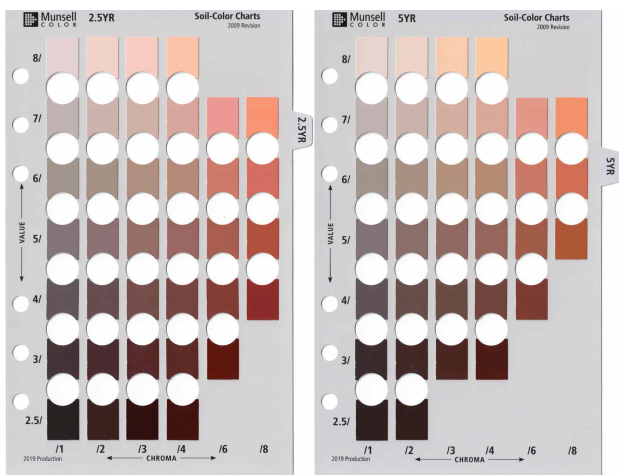 Munsell
COLOR
2.5YR
Soil-Color Charts
2009 Revision
8/
7/
6/
5/
4/
3/
2.5/
VALUE
2.5YR
/1
/2
/3
/4
/6
/8
CHROMA
2019 Production
Munsell
COLOR
5YR
Soil-Color Charts
2009 Revision
8/
7/
6/
5/
4/
3/
2.5/
VALUE
5YR
/1
/2
/3
/4
/6
/8
CHROMA
2019 Production